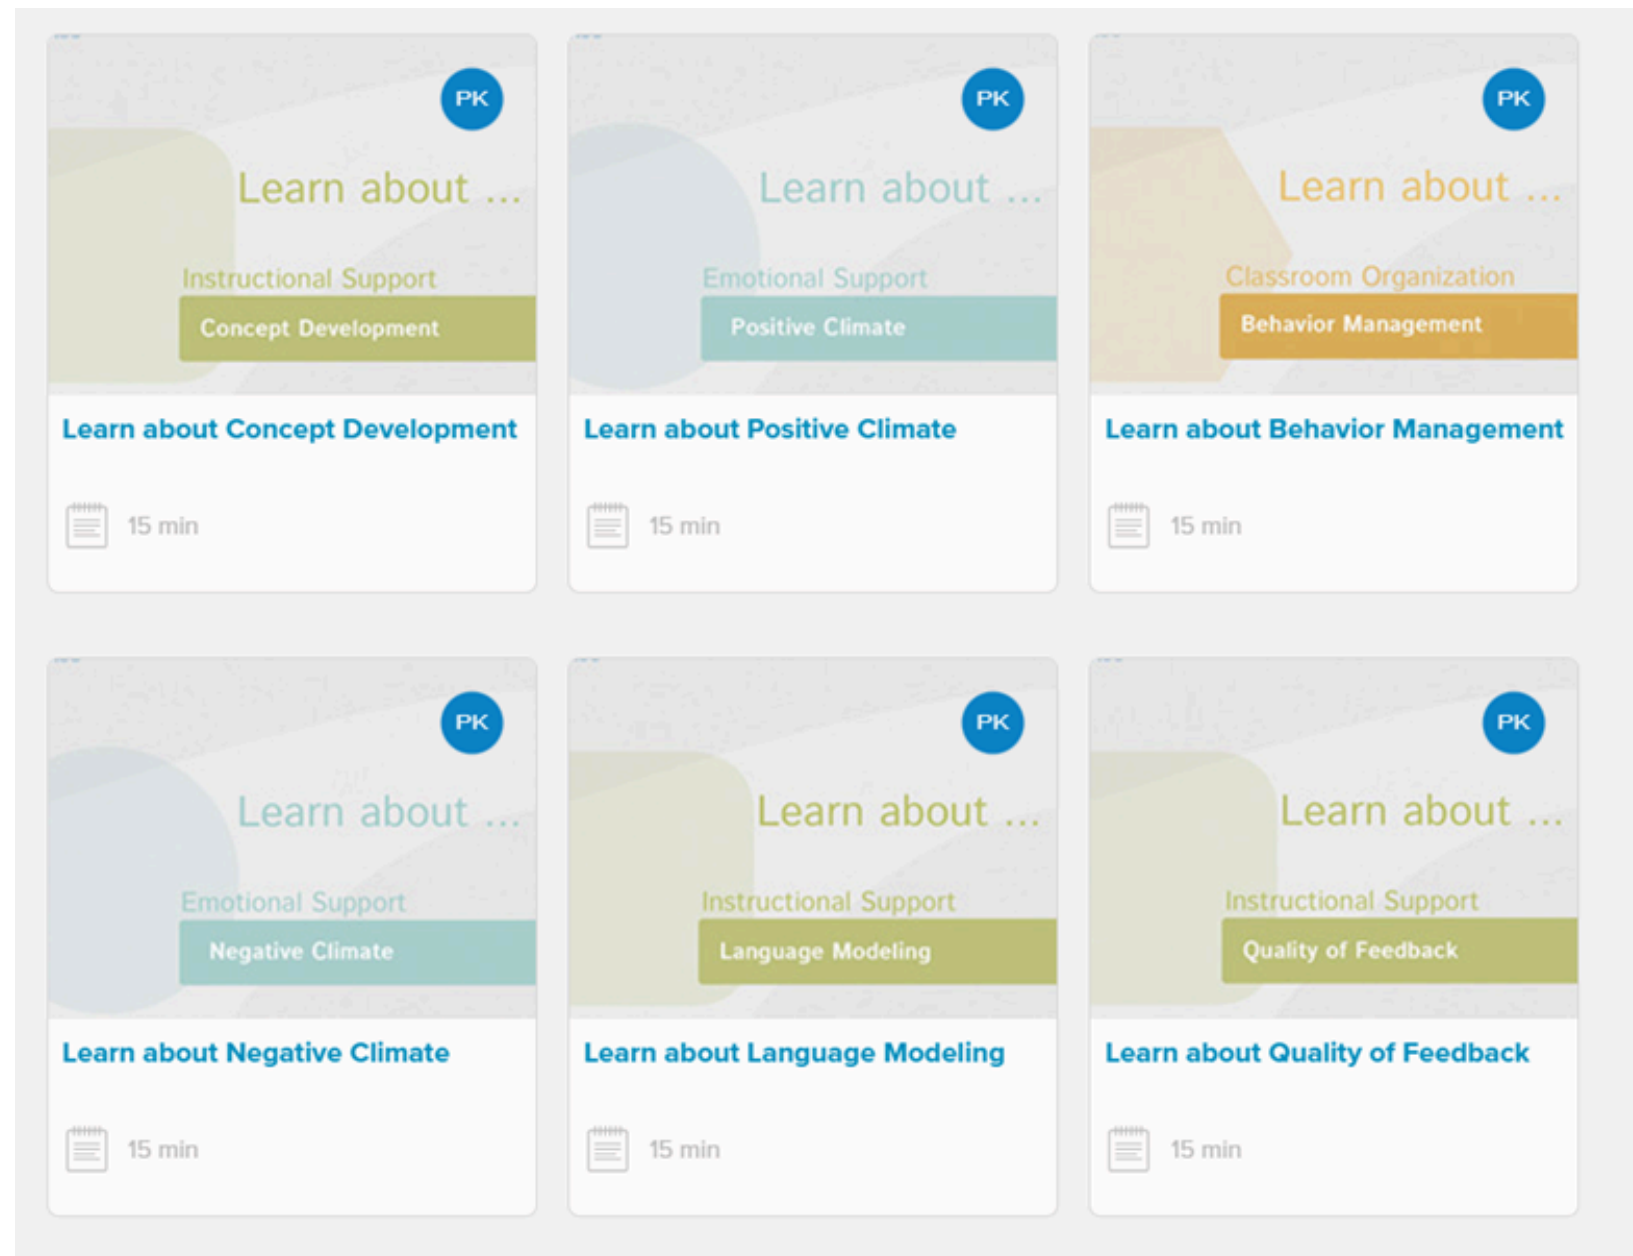 PK
Learn about ...
Instructional Support
Concept Development
Learn about Concept Development
15 min
PK
Learn about ...
Emotional Support
Positive Climate
Learn about Positive Climate
15 min
PK
Learn about ...
Classroom Organization
Behavior Management
Learn about Behavior Management
15 min
PK
Learn about ...
Emotional Support
Negative Climate
Learn about Negative Climate
15 min
PK
Learn about ...
Instructional Support
Language Modeling
Learn about Language Modeling
15 min
PK
Learn about ...
Instructional Support
Quality of Feedback
Learn about Quality of Feedback
15 min